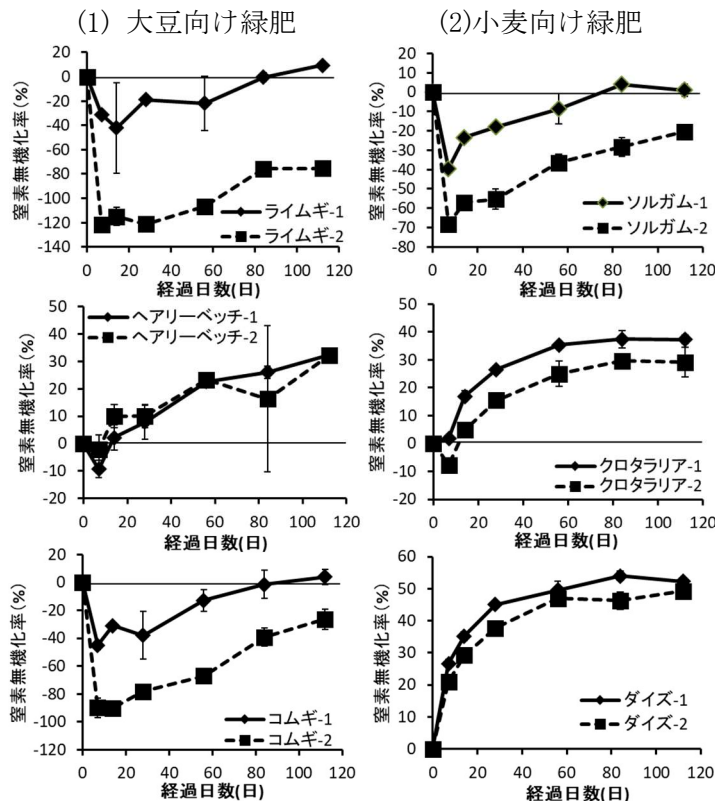 (1) 大豆向け緑肥
(2)小麦向け緑肥
窒素無機化率(%)
20
0
-20
-40
-60
-80
-100
-120
-140
0 20 40 60 80 100 120
経過日数(日)
ライムギ-1
ライムギ-2
窒素無機化率(%)
20
10
0
-10
-20
-30
-40
-50
-60
-70
-80
0 20 40 60 80 100 120
経過日数(日)
ソルガム-1
ソルガム-2
窒素無機化率(%)
50
40
30
20
10
0
-10
-20
0 20 40 60 80 100 120
経過日数(日)
ヘアリーベッチ-1
ヘアリーベッチ-2
窒素無機化率(%)
50
40
30
20
10
0
-10
-20
0 20 40 60 80 100 120
経過日数(日)
クロタラリア-1
クロタラリア-2
窒素無機化率(%)
20
0
-20
-40
-60
-80
-100
-120
0 20 40 60 80 100 120
経過日数(日)
コムギ-1
コムギ-2
窒素無機化率(%)
60
50
40
30
20
10
0
0 20 40 60 80 100 120
経過日数(日)
ダイズ-1
ダイズ-2